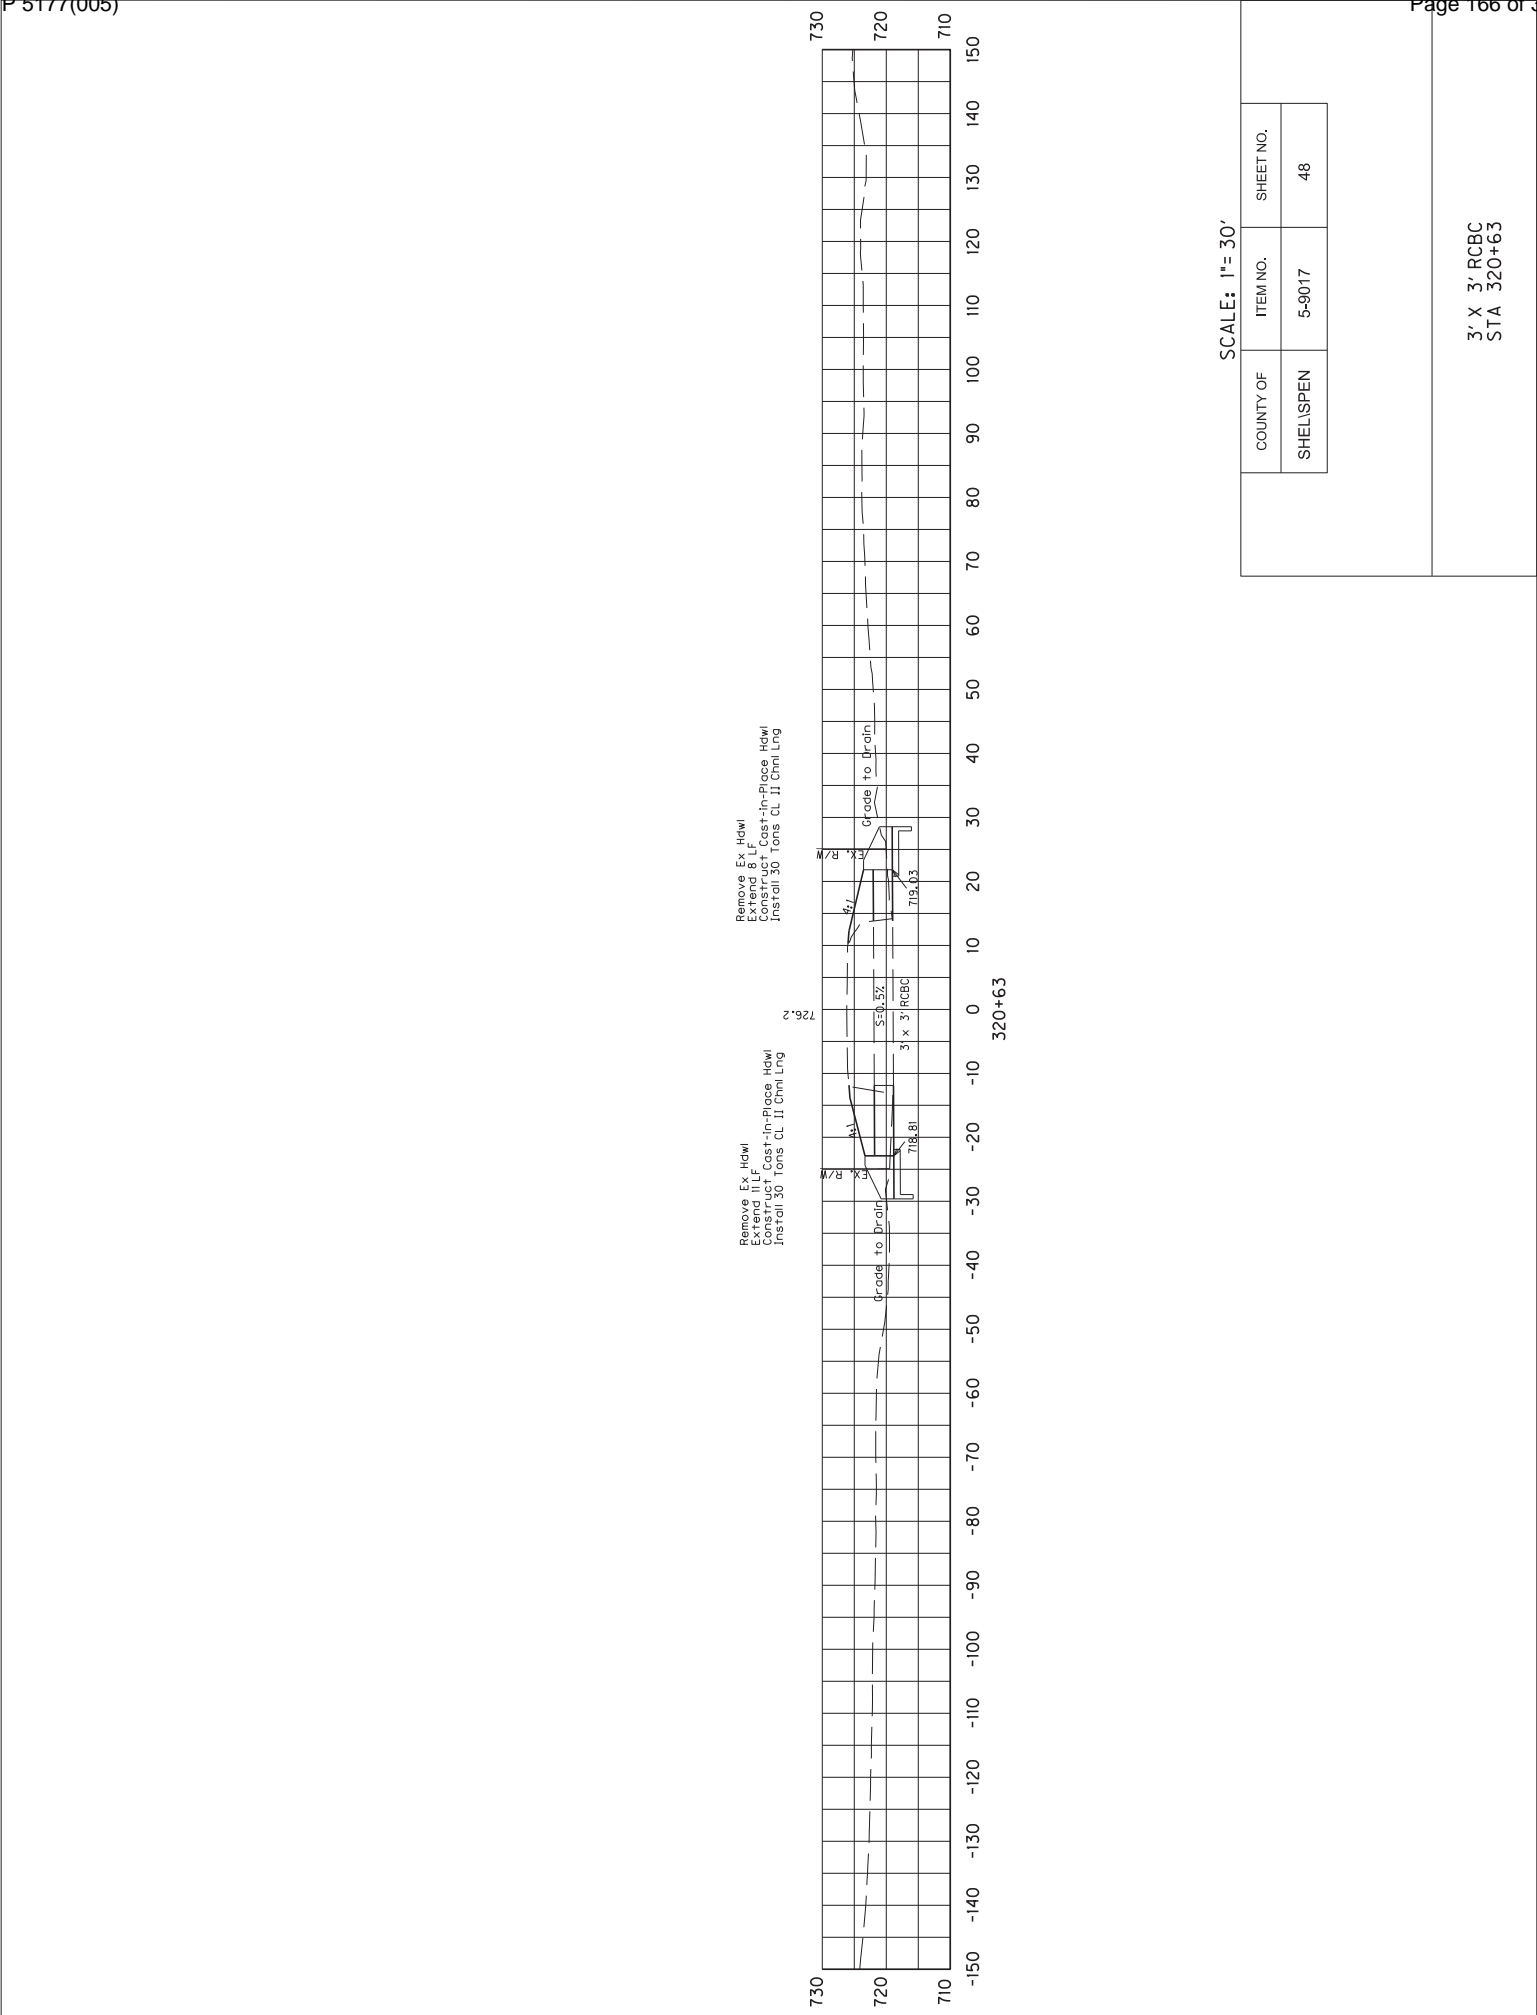 P 5177(005)
Page 166 of
Remove Ex Hdwl
Extend 11 LF
Construct Cast-in-Place Hdwl
Install 30 Tons CL II Chnl Lng
Remove Ex Hdwl
Extend 8 LF
Construct Cast-in-Place Hdwl
Install 30 Tons CL II Chnl Lng
726.2
730
720
710
730
720
710
EX. R/W
EX. R/W
4:1
4:1
Grade to Drain
Grade to Drain
S=0.5%
3' x 3' RCBC
718.81
719.03
-150 -140 -130 -120 -110 -100 -90 -80 -70 -60 -50 -40 -30 -20 -10 0 10 20 30 40 50 60 70 80 90 100 110 120 130 140 150
320+63
SCALE: 1"= 30'
COUNTY OF ITEM NO. SHEET NO.
SHEL\SPEN 5-9017 48
3' X 3' RCBC
STA 320+63